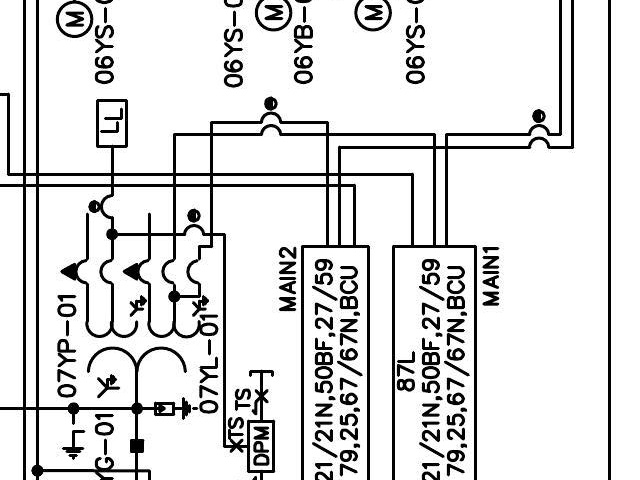 M
06YS-0
06YS-0
M
06YB-0
M
06YS-0
LL
MAIN2
21/21N,50BF,27/59
79,25,67/67N,BCU
87L
21/21N,50BF,27/59
79,25,67/67N,BCU
MAIN1
07YP-01
Y
Y
Y
07YL-01
YG-01
TS
TS
DPM